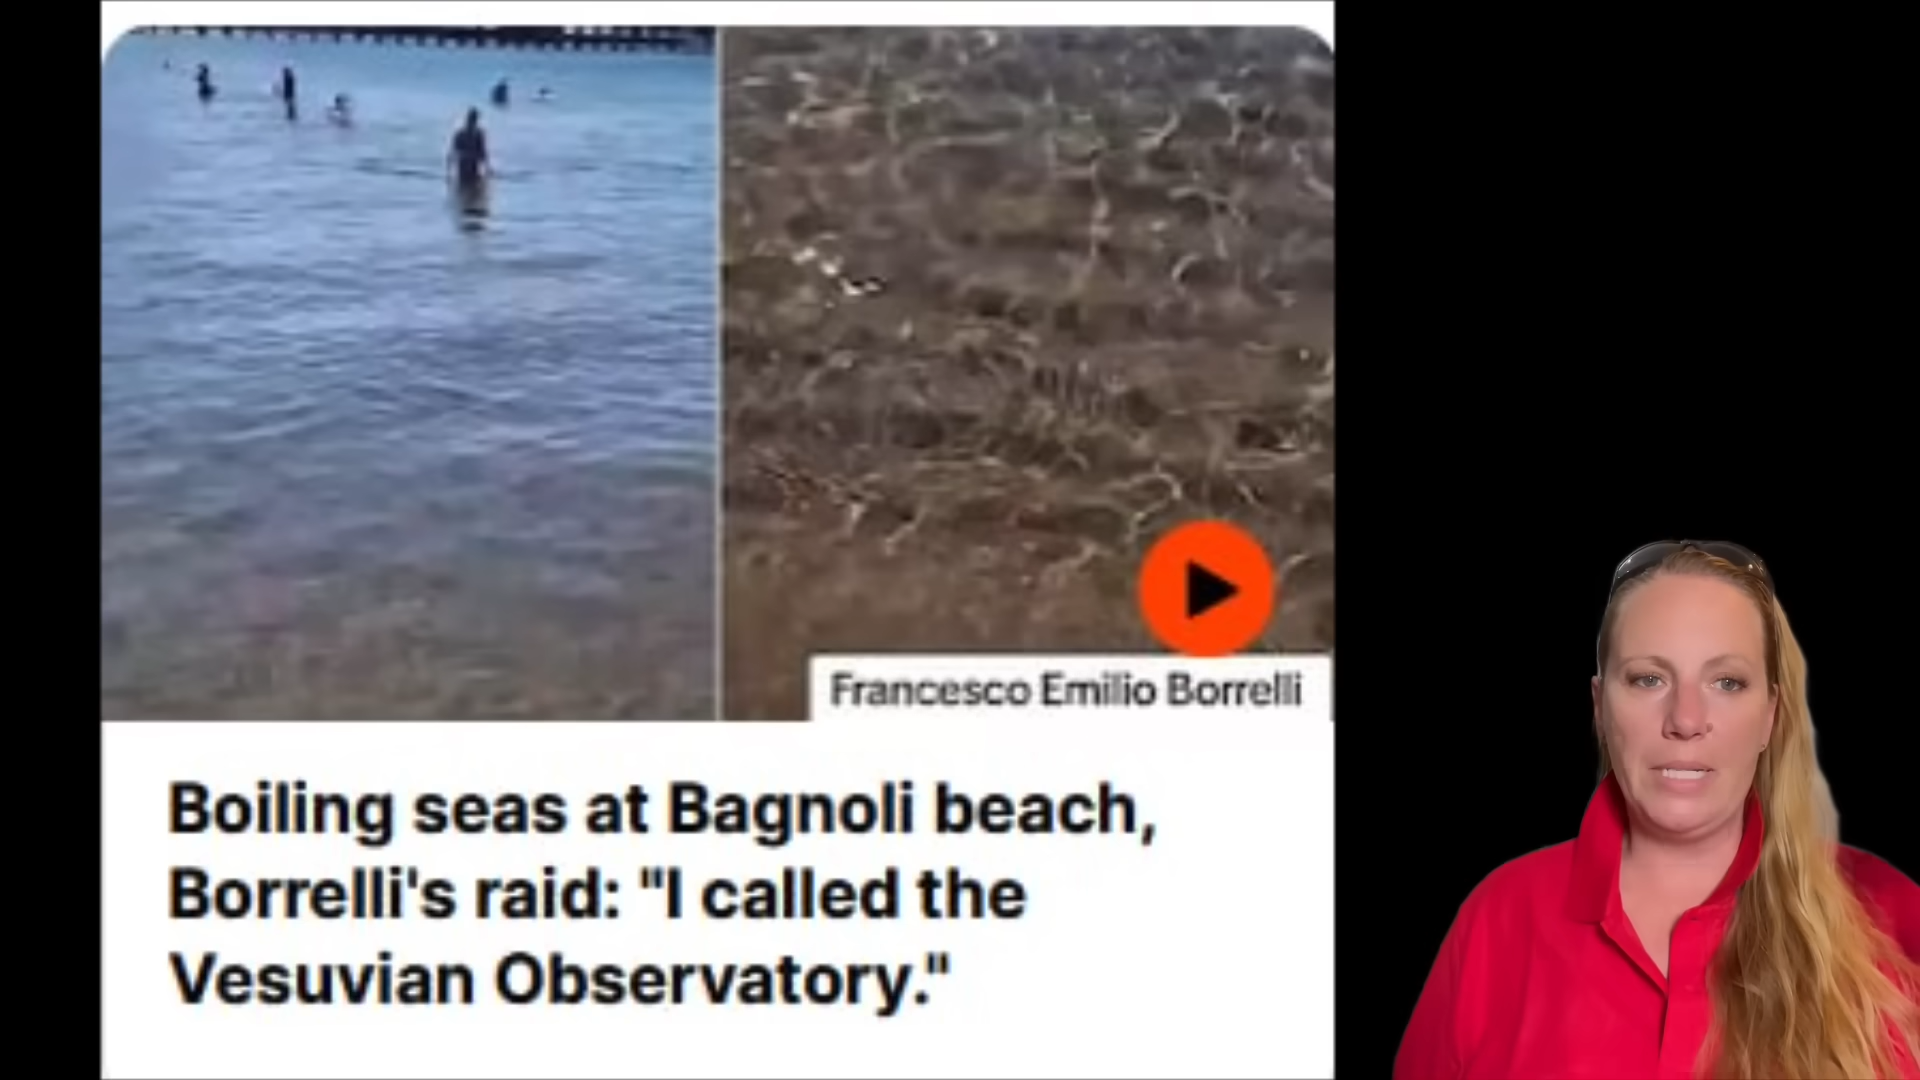 Francesco Emilio Borrelli
Boiling seas at Bagnoli beach,
Borrelli's raid: "I called the
Vesuvian Observatory."